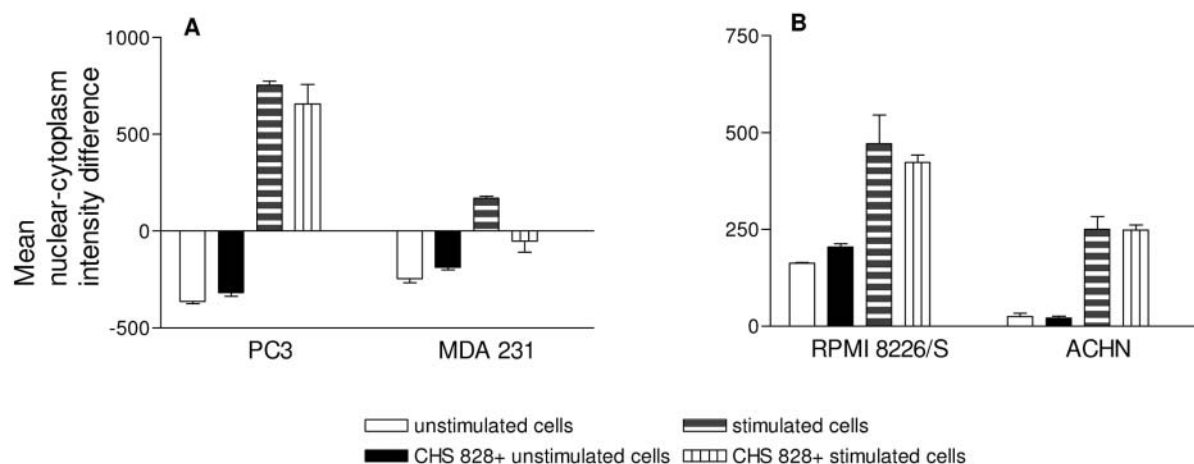 A
B
Mean
nuclear-cytoplasm
intensity difference
1000
500
0
-500
PC3
MDA 231
750
500
250
0
RPMI 8226/S
ACHN
unstimulated cells
stimulated cells
CHS 828+ unstimulated cells
CHS 828+ stimulated cells